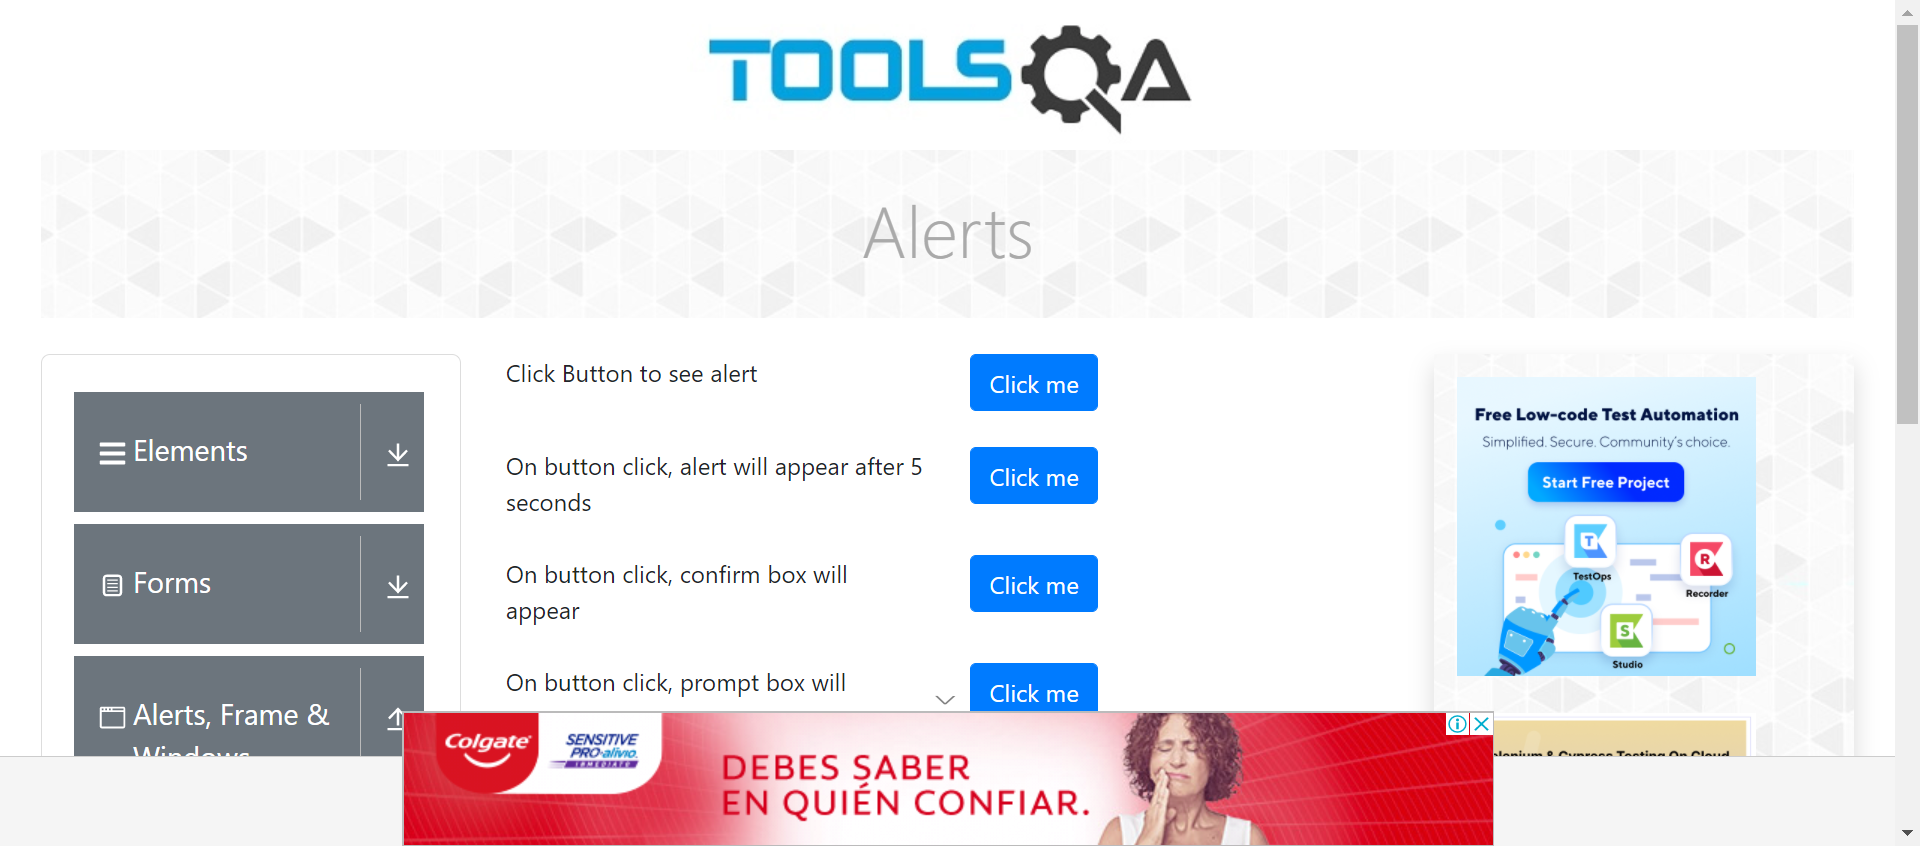 TOOLSQA
Alerts
Elements
Forms
Alerts, Frame &
Windows
Click Button to see alert
Click me
On button click, alert will appear after 5
seconds
Click me
On button click, confirm box will
appear
Click me
On button click, prompt box will
Click me
Free Low-code Test Automation
Simplified. Secure. Community's choice.
Start Free Project
TestOps
Recorder
Studio
Selenium & Cypress Testing On Cloud
Colgate
SENSITIVE
PRO-alivio
INMEDIATO
DEBES SABER
EN QUIÉN CONFIAR.